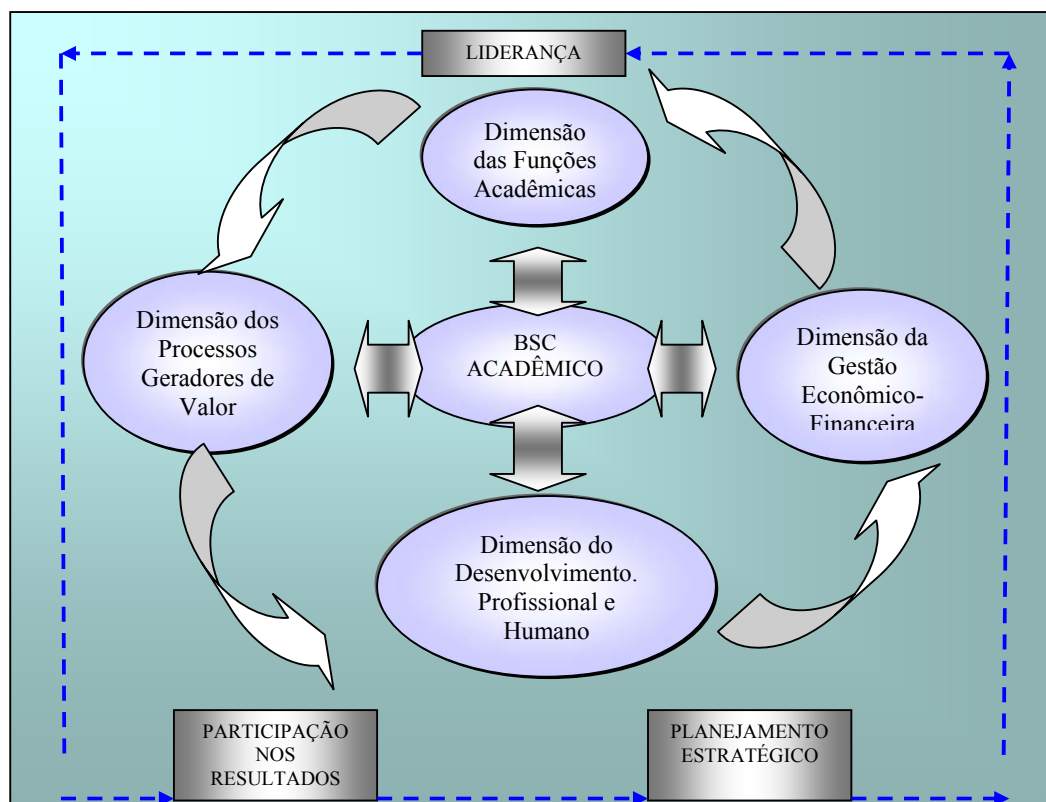 LIDERANÇA
Dimensão
das Funções
Acadêmicas
Dimensão dos
Processos
Geradores de
Valor
BSC
ACADÊMICO
Dimensão da
Gestão
Econômico-
Financeira
Dimensão do
Desenvolvimento.
Profissional e
Humano
PARTICIPAÇÃO
NOS
RESULTADOS
PLANEJAMENTO
ESTRATÉGICO